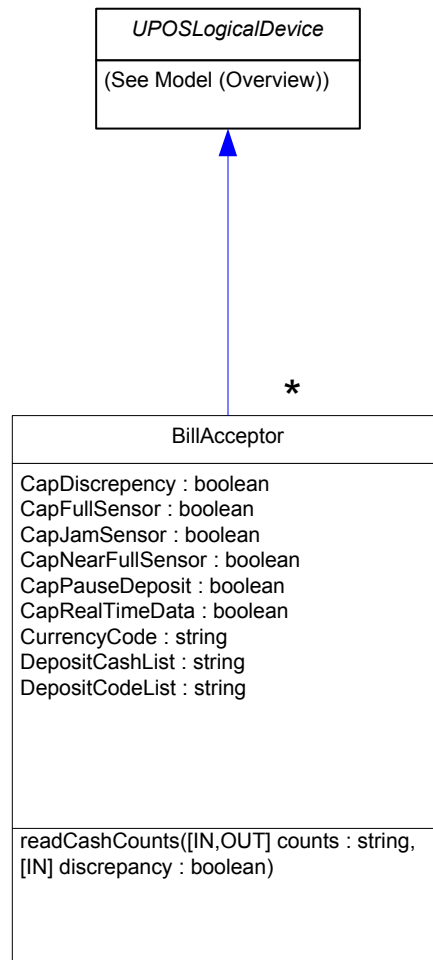 UPOSLogicalDevice
(See Model (Overview))
*
BillAcceptor
CapDiscrepency : boolean
CapFullSensor : boolean
CapJamSensor : boolean
CapNearFullSensor : boolean
CapPauseDeposit : boolean
CapRealTimeData : boolean
CurrencyCode : string
DepositCashList : string
DepositCodeList : string
readCashCounts([IN,OUT] counts : string,
[IN] discrepancy : boolean)